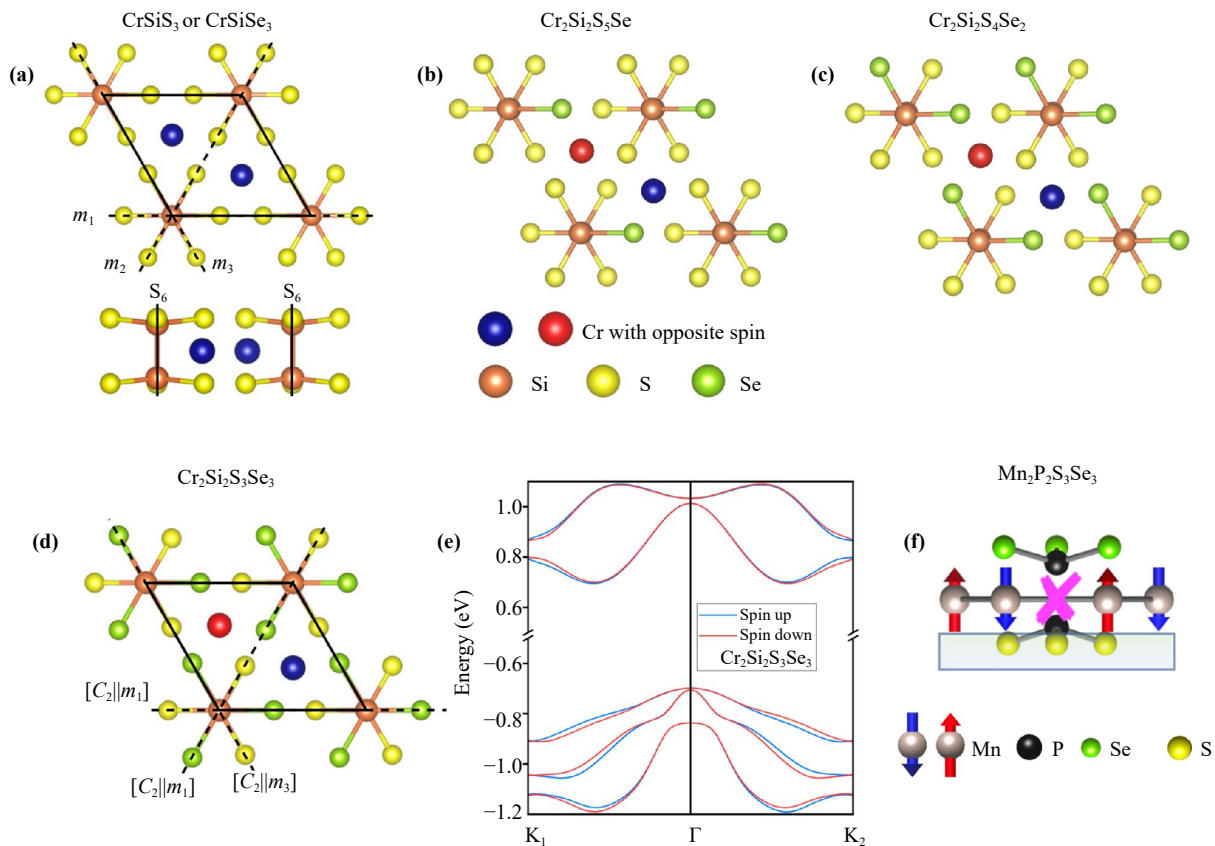 CrSiS₃ or CrSiSe₃
Cr₂Si₂S₅Se
Cr₂Si₂S₄Se₂
(a)
(b)
(c)
m₁
m₂
m₃
S₆
S₆
Cr with opposite spin
Si
S
Se
Cr₂Si₂S₃Se₃
Mn₂P₂S₃Se₃
(d)
(e)
(f)
[C₂||m₁]
[C₂||m₁]
[C₂||m₃]
Energy (eV)
1.0
0.8
0.6
−0.6
−0.8
−1.0
−1.2
Spin up
Spin down
Cr₂Si₂S₃Se₃
K₁
Γ
K₂
Mn
P
Se
S